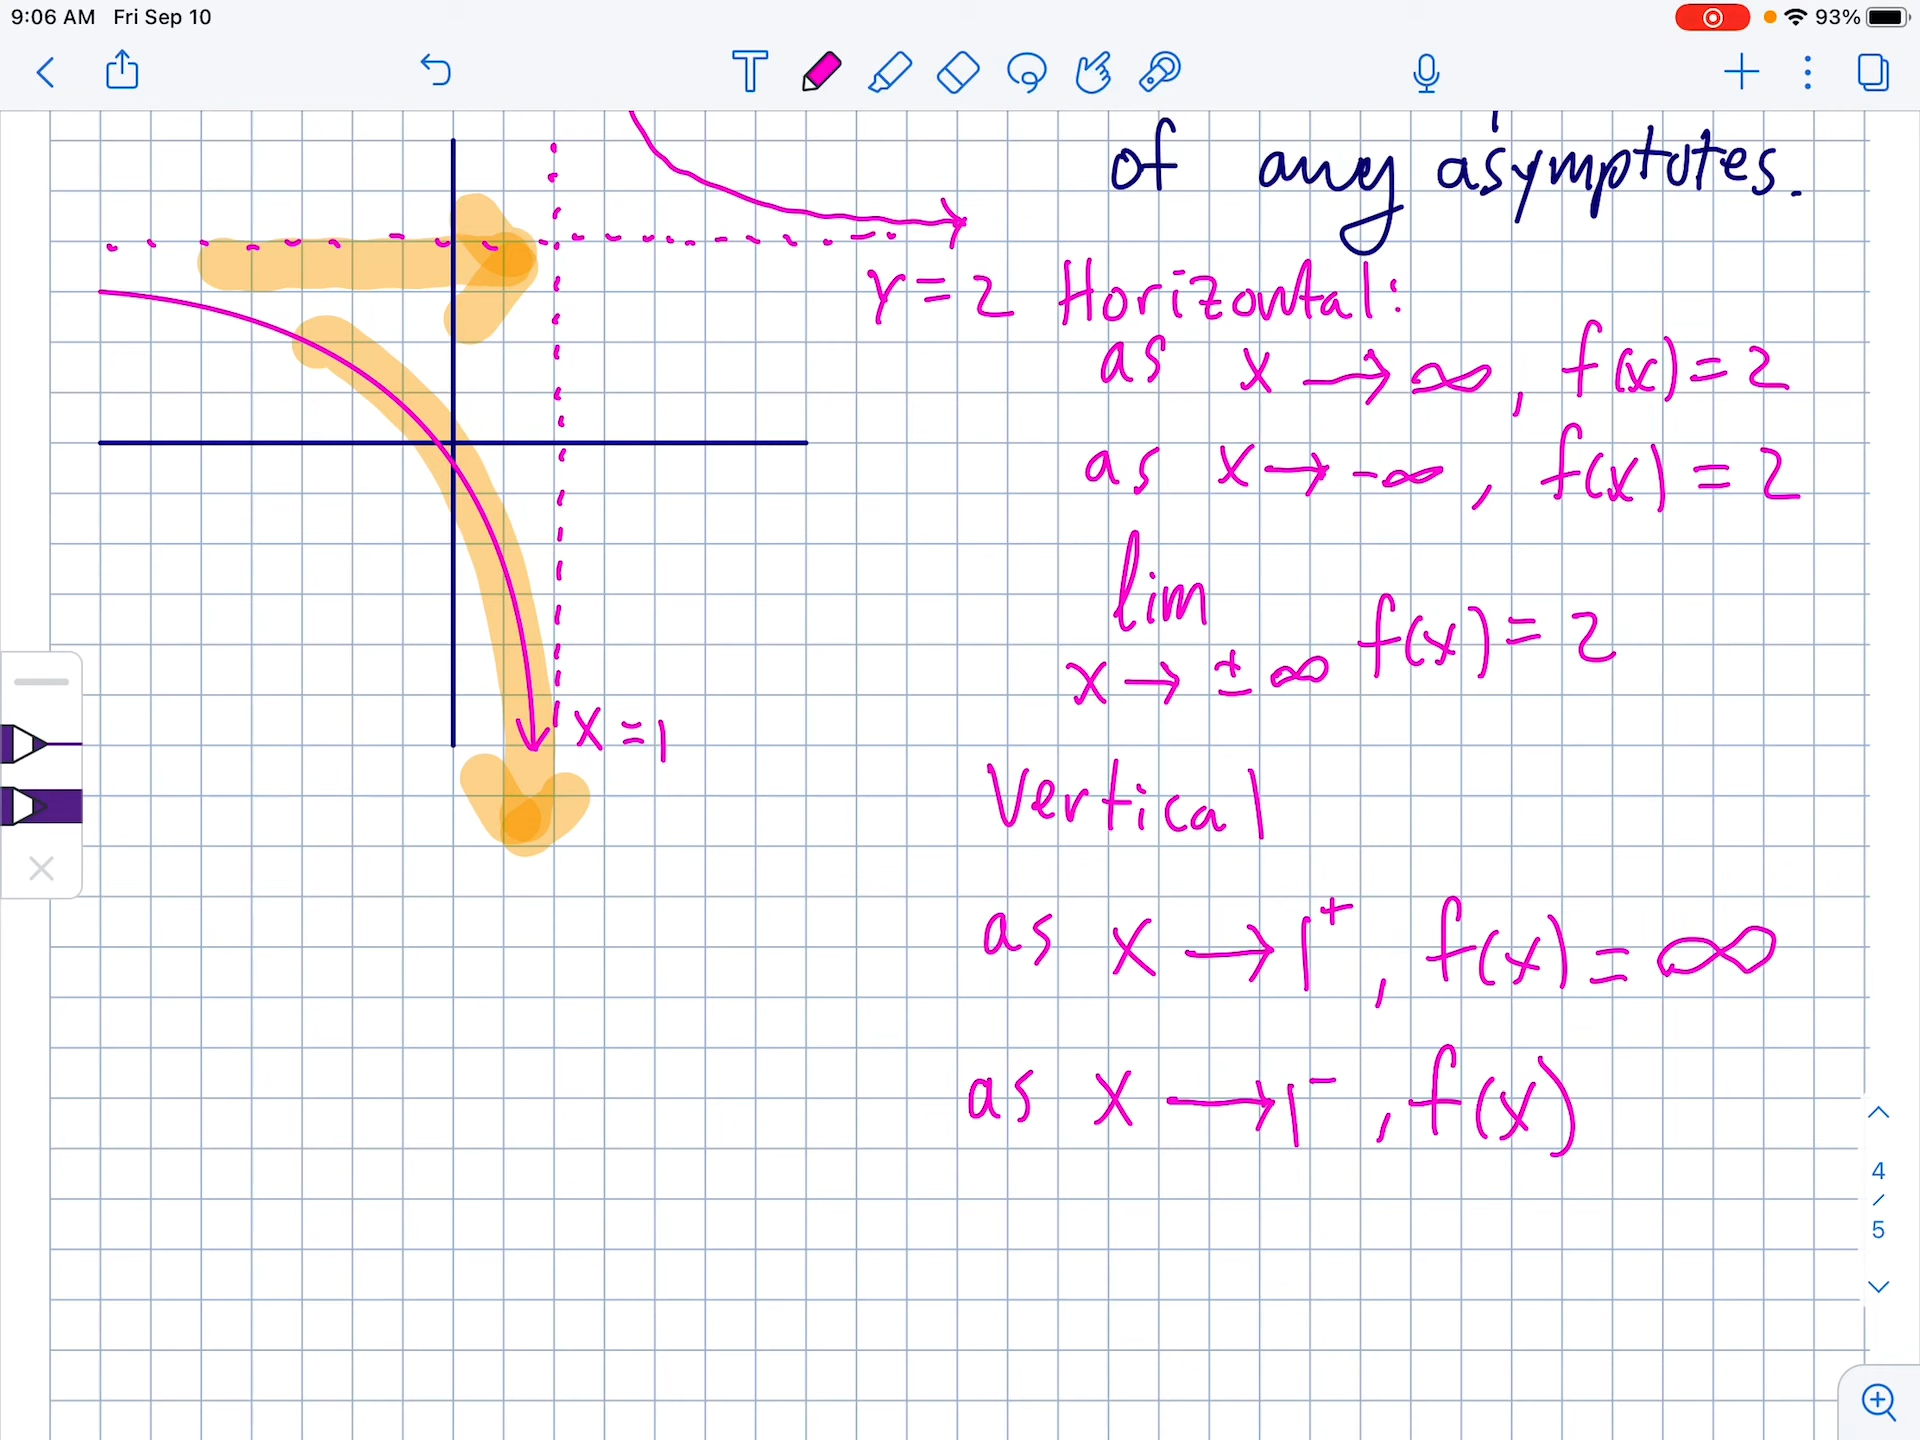 9:06 AM Fri Sep 10
93%
of any asymptotes.
y = 2 Horizontal:
as x → ∞, f(x) = 2
as x → -∞, f(x) = 2
lim f(x) = 2
x → ± ∞
x = 1
Vertical
as x → 1⁺, f(x) = ∞
as x → 1⁻, f(x)
4
/
5